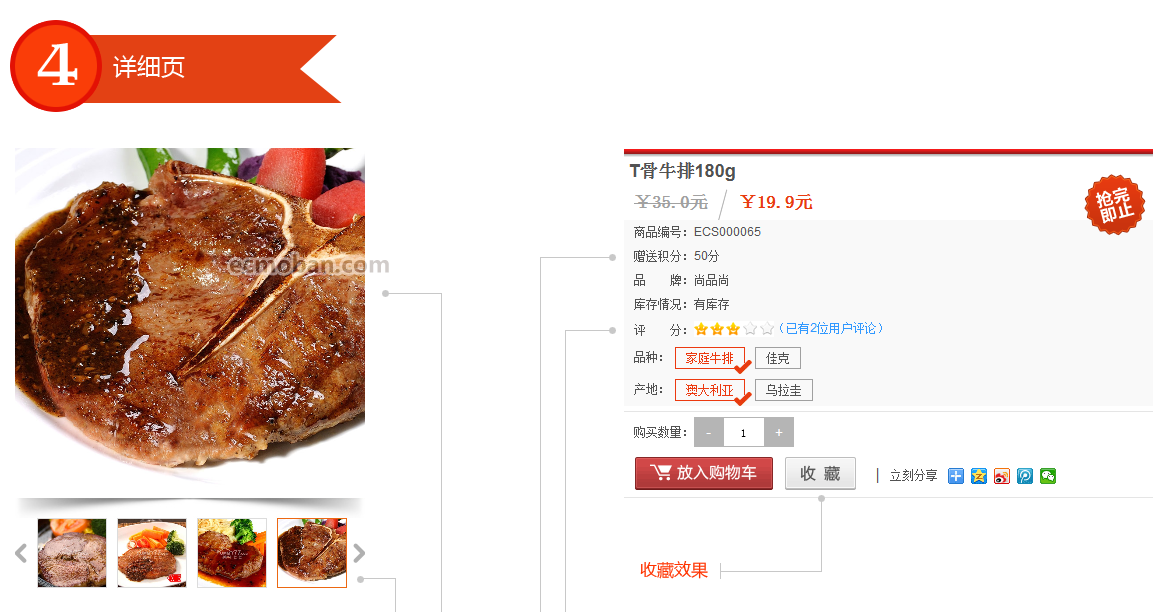 4 详细页
ecmoban.com
T骨牛排180g
￥35.0元 ￥19.9元
抢完
即止
商品编号：ECS000065
赠送积分：50分
品 牌：尚品尚
库存情况：有库存
评 分： （已有2位用户评论）
品种： 家庭牛排 佳克
产地： 澳大利亚 乌拉圭
购买数量： - 1 +
放入购物车 收 藏 立刻分享
收藏效果